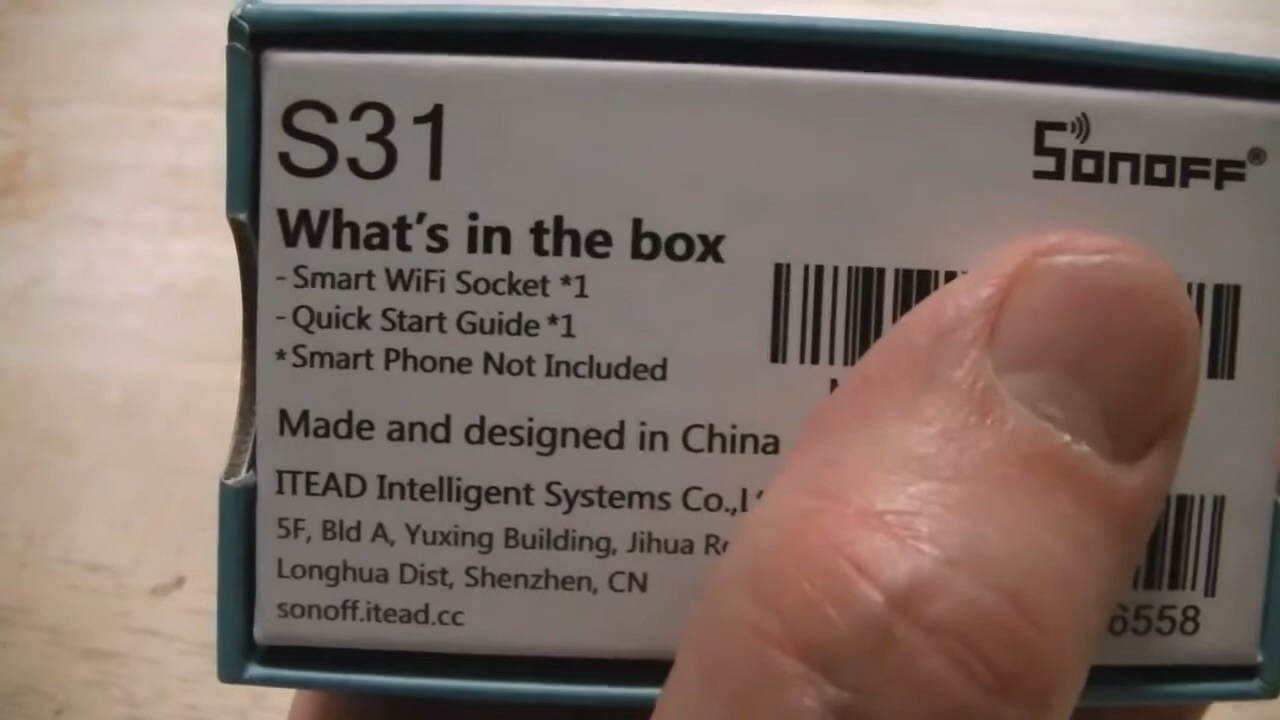 S31
SONOFF®
What's in the box
- Smart WiFi Socket *1
- Quick Start Guide *1
* Smart Phone Not Included
Made and designed in China
ITEAD Intelligent Systems Co.,
5F, Bld A, Yuxing Building, Jihua
Longhua Dist, Shenzhen, CN
sonoff.itead.cc
6558